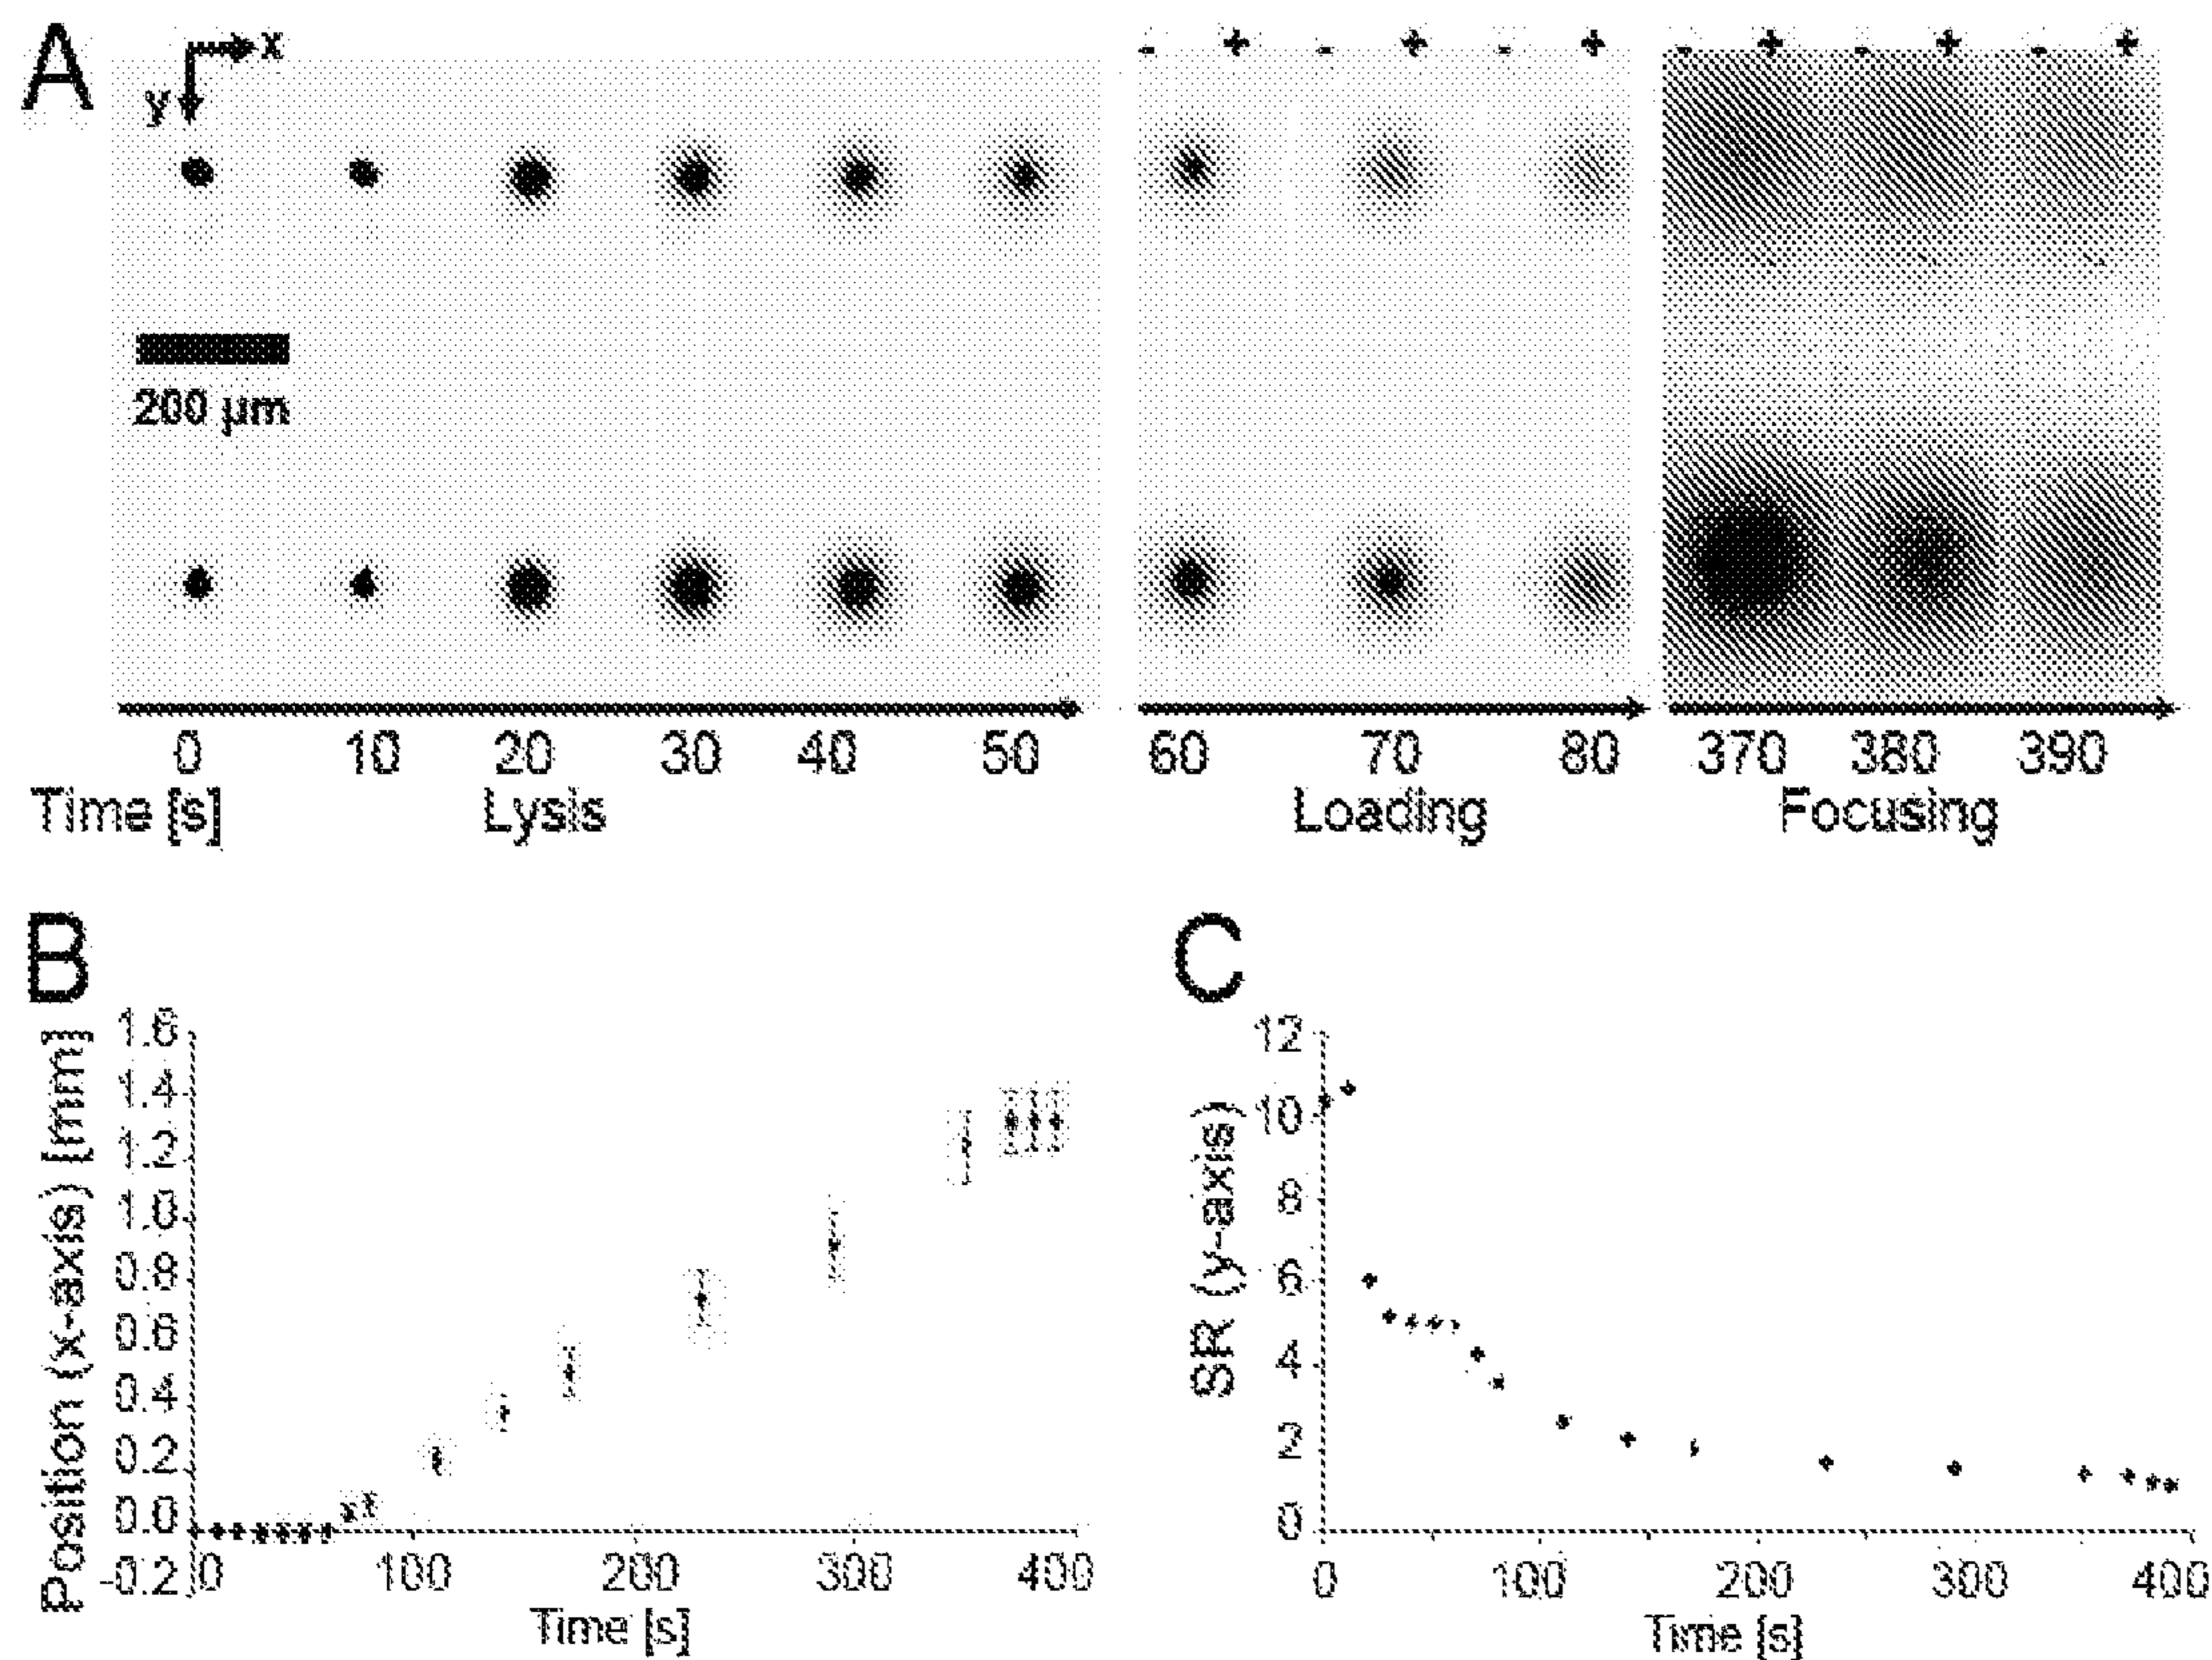 A
x
y
- + - + - +
- + - + - +
200 µm
0 10 20 30 40 50 60 70 80 370 380 390
Time [s] Lysis Loading Focusing
B
Position (x-axis) [mm]
1.6
1.4
1.2
1.0
0.8
0.6
0.4
0.2
0.0
-0.2
0 100 200 300 400
Time [s]
C
SR (y-axis)
12
10
8
6
4
2
0
0 100 200 300 400
Time [s]